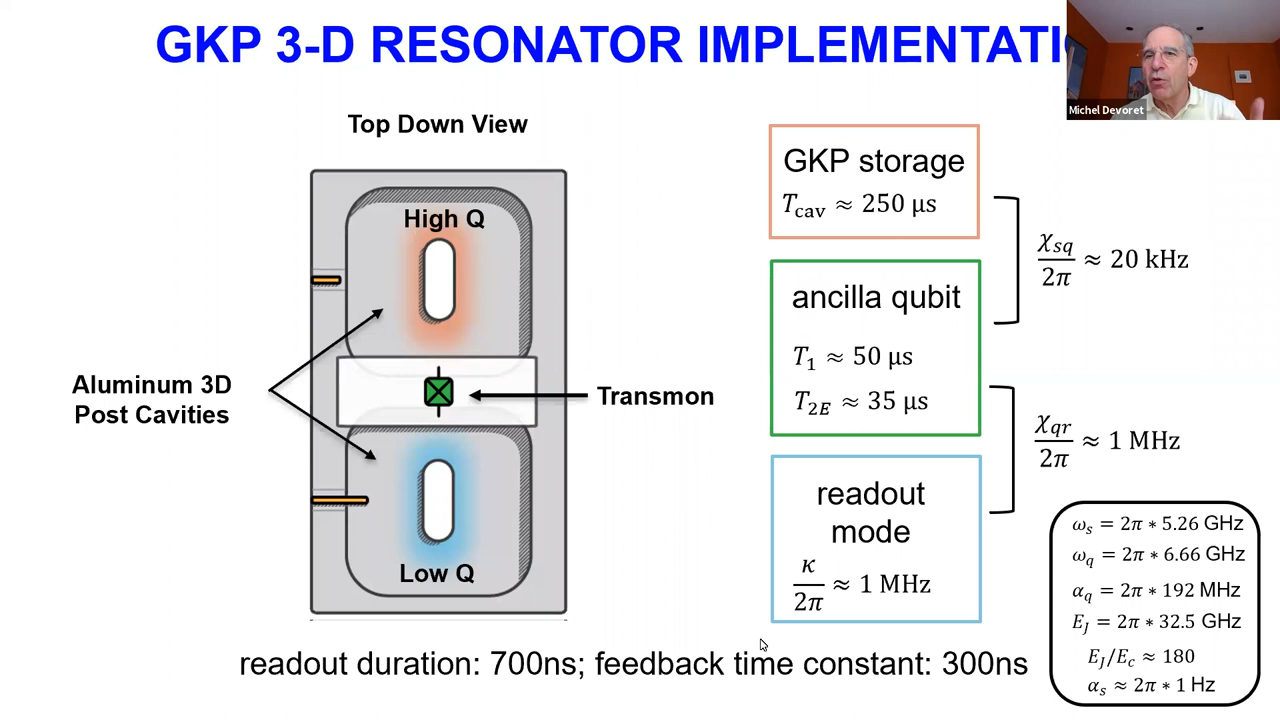 GKP 3-D RESONATOR IMPLEMENTATI
Michel Devoret
Top Down View
High Q
Aluminum 3D
Post Cavities
Transmon
Low Q
GKP storage
T_cav ≈ 250 μs
ancilla qubit
T_1 ≈ 50 μs
T_2E ≈ 35 μs
readout
mode
κ/2π ≈ 1 MHz
χ_sq/2π ≈ 20 kHz
χ_qr/2π ≈ 1 MHz
ω_s = 2π * 5.26 GHz
ω_q = 2π * 6.66 GHz
α_q = 2π * 192 MHz
E_J = 2π * 32.5 GHz
E_J/E_c ≈ 180
α_s ≈ 2π * 1 Hz
readout duration: 700ns; feedback time constant: 300ns